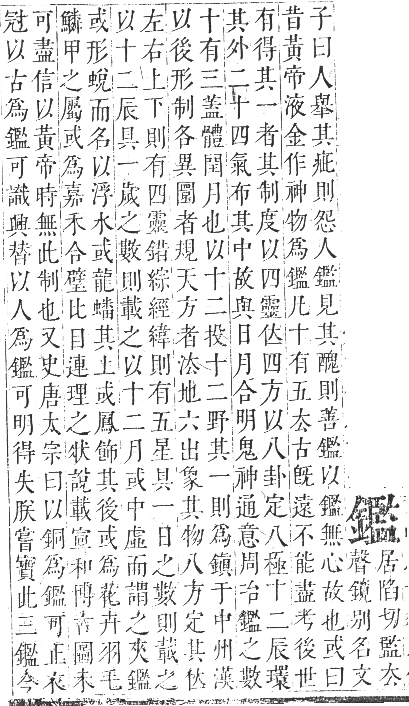 鑑居陷切監去
聲鏡别名文
子曰人舉其疵則怨人鑑見其醜則善鑑以鑑無心故也或曰
昔黃帝液金作神物爲鑑凡十有五去古旣遠不能盡考後世
有得其一者其制度以四靈位四方以八卦定八極十二辰環
其外二十四氣布其中故與日月合明鬼神通意周治鑑之數
十有三蓋體閏月也以十二投十二野其一則爲鎭于中州漢
以後形制各異圜者規天方者法地六出象其物八方定其位
左右上下則有四靈錯綜經緯則有五星具一日之數則載之
以十二辰具一歲之數則載之以十二月或中虛而謂之夾鑑
或形蛻而名以浮水或龍蟠其上或鳳飾其後或爲花卉羽毛
鱗甲之屬或爲嘉禾合璧比目連理之狀說載宣和博古圖未
可盡信以黃帝時無此制也又史唐太宗曰以銅爲鑑可正衣
冠以古爲鑑可識興替以人爲鑑可明得失朕嘗寶此三鑑今